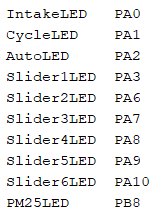 IntakeLED PA0
CycleLED PA1
AutoLED PA2
Slider1LED PA3
Slider2LED PA6
Slider3LED PA7
Slider4LED PA8
Slider5LED PA9
Slider6LED PA10
PM25LED PB8